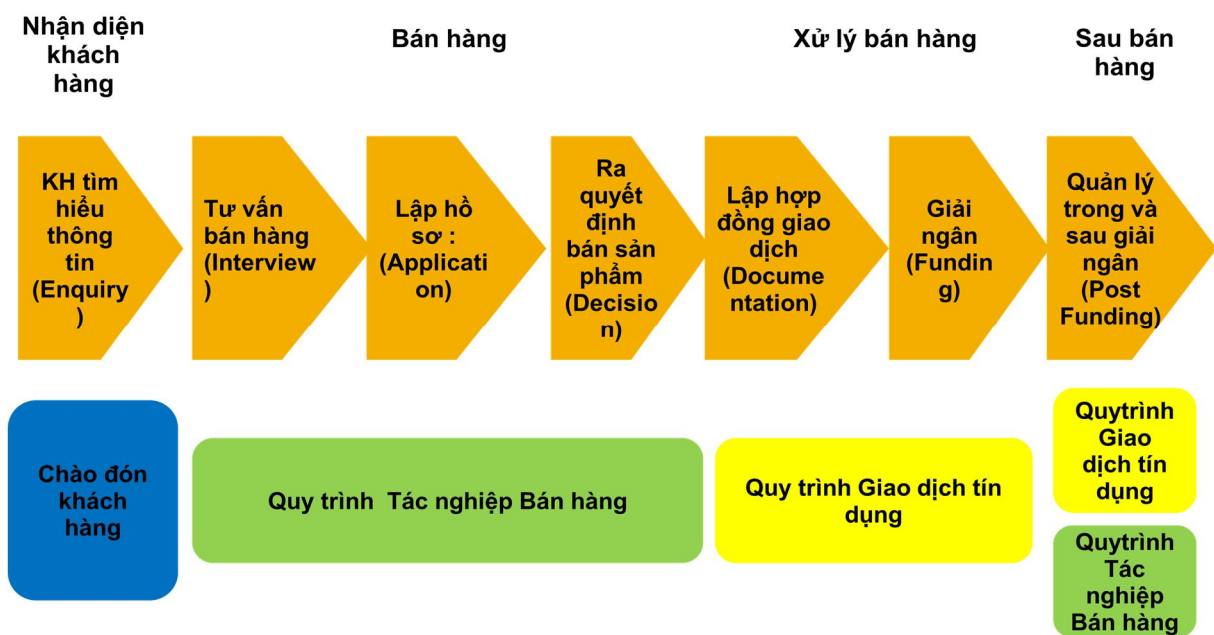 Nhận diện
khách
hàng
Bán hàng
Xử lý bán hàng
Sau bán
hàng
KH tìm
hiểu
thông
tin
(Enquiry
)
Tư vấn
bán hàng
(Interview
)
Lập hồ
sơ :
(Applicati
on)
Ra
quyết
định
bán sản
phẩm
(Decisio
n)
Lập hợp
đồng giao
dịch
(Docume
ntation)
Giải
ngân
(Fundin
g)
Quản lý
trong và
sau giải
ngân
(Post
Funding)
Chào đón
khách
hàng
Quy trình Tác nghiệp Bán hàng
Quy trình Giao dịch tín
dụng
Quytrình
Giao
dịch tín
dụng
Quytrình
Tác
nghiệp
Bán hàng